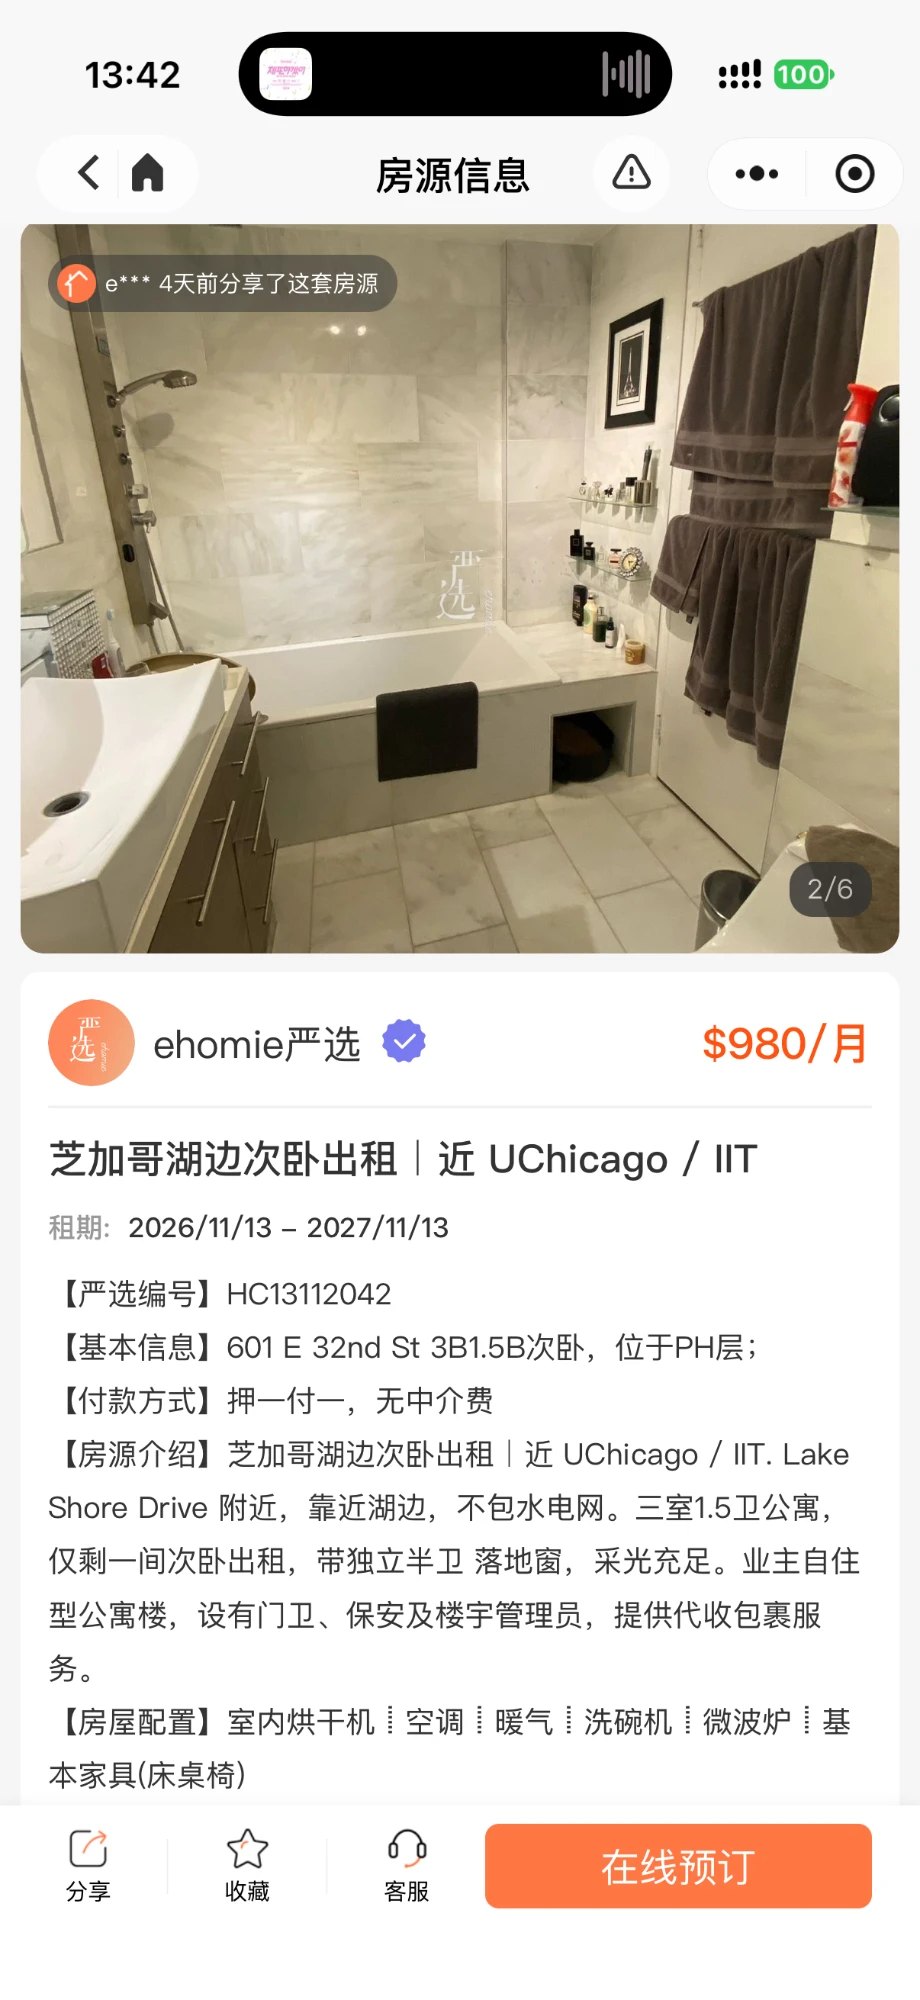 13:42
100
房源信息
e*** 4天前分享了这套房源
严选
2/6
严选
ehomie严选
$980/月
芝加哥湖边次卧出租｜近 UChicago / IIT
租期: 2026/11/13 – 2027/11/13
【严选编号】HC13112042
【基本信息】601 E 32nd St 3B1.5B次卧，位于PH层；
【付款方式】押一付一，无中介费
【房源介绍】芝加哥湖边次卧出租｜近 UChicago / IIT. Lake
Shore Drive 附近，靠近湖边，不包水电网。三室1.5卫公寓，
仅剩一间次卧出租，带独立半卫 落地窗，采光充足。业主自住
型公寓楼，设有门卫、保安及楼宇管理员，提供代收包裹服
务。
【房屋配置】室内烘干机┋空调┋暖气┋洗碗机┋微波炉┋基
本家具(床桌椅)
分享
收藏
客服
在线预订